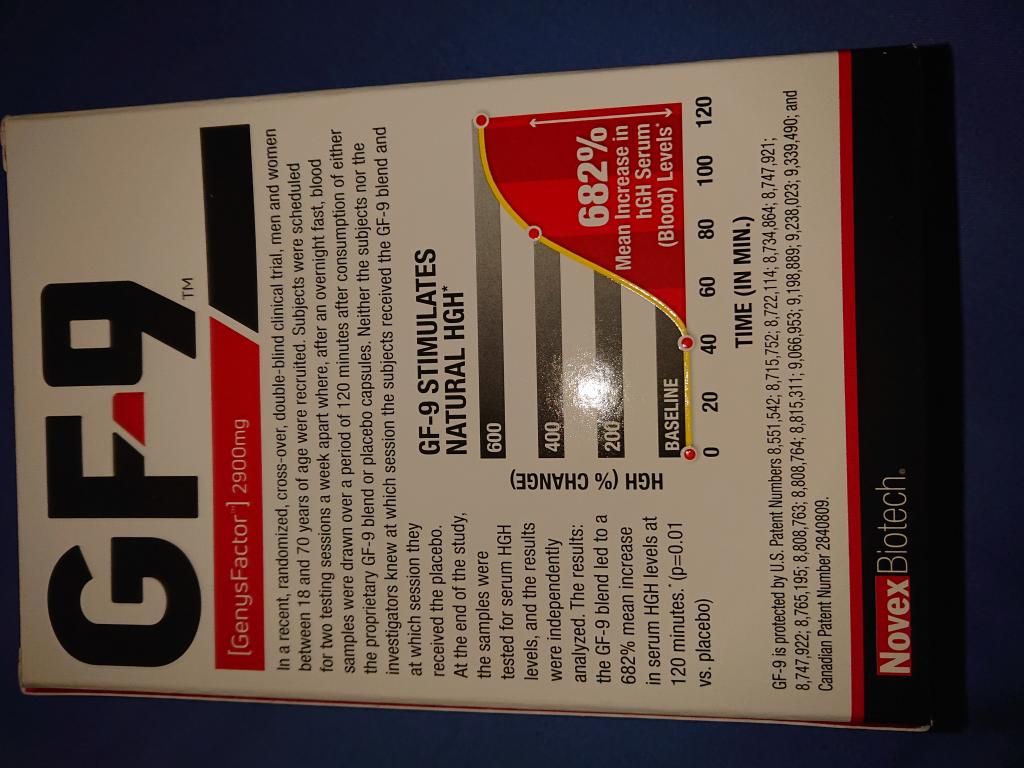 GF-9™
[GenysFactor™] 2900mg
In a recent, randomized, cross-over, double-blind clinical trial, men and women
between 18 and 70 years of age were recruited. Subjects were scheduled
for two testing sessions a week apart where, after an overnight fast, blood
samples were drawn over a period of 120 minutes after consumption of either
the proprietary GF-9 blend or placebo capsules. Neither the subjects nor the
investigators knew at which session the subjects received the GF-9 blend and
at which session they
received the placebo.
At the end of the study,
the samples were
tested for serum HGH
levels, and the results
were independently
analyzed. The results:
the GF-9 blend led to a
682% mean increase
in serum HGH levels at
120 minutes.* (p=0.01
vs. placebo)
GF-9 STIMULATES
NATURAL HGH*
HGH (% CHANGE)
600
400
200
BASELINE
682%
Mean Increase in
hGH Serum
(Blood) Levels*
0 20 40 60 80 100 120
TIME (IN MIN.)
GF-9 is protected by U.S. Patent Numbers 8,551,542; 8,715,752; 8,722,114; 8,734,864; 8,747,921;
8,747,922; 8,765,195; 8,808,763; 8,808,764; 8,815,311; 9,066,953; 9,198,889; 9,238,023; 9,339,490; and
Canadian Patent Number 2840809.
Novex Biotech®